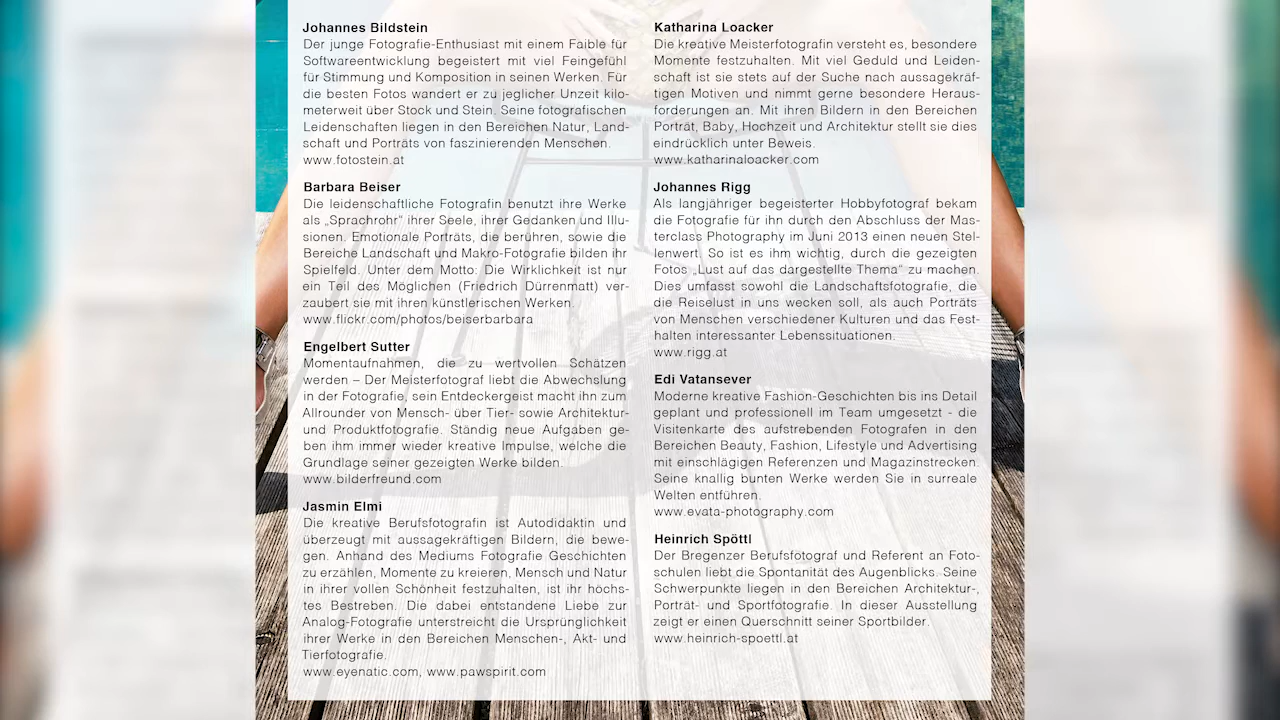 Johannes Bildstein
Der junge Fotografie-Enthusiast mit einem Faible für
Softwareentwicklung begeistert mit viel Feingefühl
für Stimmung und Komposition in seinen Werken. Für
die besten Fotos wandert er zu jeglicher Unzeit kilo-
meterweit über Stock und Stein. Seine fotografischen
Leidenschaften liegen in den Bereichen Natur, Land-
schaft und Porträts von faszinierenden Menschen.
www.fotostein.at
Barbara Beiser
Die leidenschaftliche Fotografin benutzt ihre Werke
als „Sprachrohr“ ihrer Seele, ihrer Gedanken und Illu-
sionen. Emotionale Porträts, die berühren, sowie die
Bereiche Landschaft und Makro-Fotografie bilden ihr
Spielfeld. Unter dem Motto: Die Wirklichkeit ist nur
ein Teil des Möglichen (Friedrich Dürrenmatt) ver-
zaubert sie mit ihren künstlerischen Werken.
www.flickr.com/photos/beiserbarbara
Engelbert Sutter
Momentaufnahmen, die zu wertvollen Schätzen
werden – Der Meisterfotograf liebt die Abwechslung
in der Fotografie, sein Entdeckergeist macht ihn zum
Allrounder von Mensch- über Tier- sowie Architektur-
und Produktfotografie. Ständig neue Aufgaben ge-
ben ihm immer wieder kreative Impulse, welche die
Grundlage seiner gezeigten Werke bilden.
www.bilderfreund.com
Jasmin Elmi
Die kreative Berufsfotografin ist Autodidaktin und
überzeugt mit aussagekräftigen Bildern, die bewe-
gen. Anhand des Mediums Fotografie Geschichten
zu erzählen, Momente zu kreieren, Mensch und Natur
in ihrer vollen Schönheit festzuhalten, ist ihr höchs-
tes Bestreben. Die dabei entstandene Liebe zur
Analog-Fotografie unterstreicht die Ursprünglichkeit
ihrer Werke in den Bereichen Menschen-, Akt- und
Tierfotografie.
www.eyenatic.com, www.pawspirit.com
Katharina Loacker
Die kreative Meisterfotografin versteht es, besondere
Momente festzuhalten. Mit viel Geduld und Leiden-
schaft ist sie stets auf der Suche nach aussagekräf-
tigen Motiven und nimmt gerne besondere Heraus-
forderungen an. Mit ihren Bildern in den Bereichen
Porträt, Baby, Hochzeit und Architektur stellt sie dies
eindrücklich unter Beweis.
www.katharinaloacker.com
Johannes Rigg
Als langjähriger begeisterter Hobbyfotograf bekam
die Fotografie für ihn durch den Abschluss der Mas-
terclass Photography im Juni 2013 einen neuen Stel-
lenwert. So ist es ihm wichtig, durch die gezeigten
Fotos „Lust auf das dargestellte Thema“ zu machen.
Dies umfasst sowohl die Landschaftsfotografie, die
die Reiselust in uns wecken soll, als auch Porträts
von Menschen verschiedener Kulturen und das Fest-
halten interessanter Lebenssituationen.
www.rigg.at
Edi Vatansever
Moderne kreative Fashion-Geschichten bis ins Detail
geplant und professionell im Team umgesetzt - die
Visitenkarte des aufstrebenden Fotografen in den
Bereichen Beauty, Fashion, Lifestyle und Advertising
mit einschlägigen Referenzen und Magazinstrecken.
Seine knallig bunten Werke werden Sie in surreale
Welten entführen.
www.evata-photography.com
Heinrich Spöttl
Der Bregenzer Berufsfotograf und Referent an Foto-
schulen liebt die Spontanität des Augenblicks. Seine
Schwerpunkte liegen in den Bereichen Architektur-,
Porträt- und Sportfotografie. In dieser Ausstellung
zeigt er einen Querschnitt seiner Sportbilder.
www.heinrich-spoettl.at